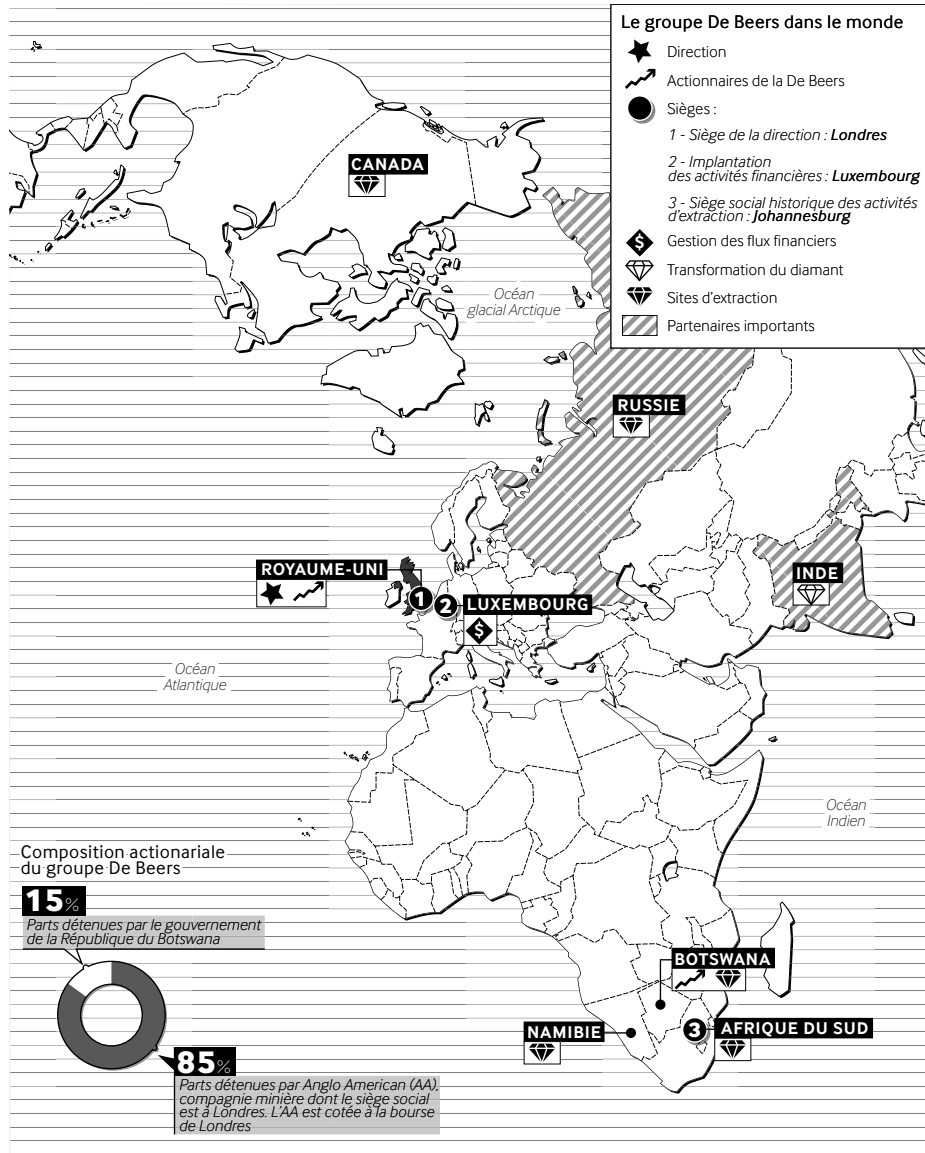 Le groupe De Beers dans le monde
Direction
Actionnaires de la De Beers
Sièges :
1 - Siège de la direction : Londres
2 - Implantation
des activités financières : Luxembourg
3 - Siège social historique des activités
d'extraction : Johannesburg
$ Gestion des flux financiers
Transformation du diamant
Sites d'extraction
Partenaires importants
CANADA
Océan
glacial Arctique
RUSSIE
ROYAUME-UNI
1
2 LUXEMBOURG
$
INDE
Océan
Atlantique
Océan
Indien
Composition actionariale
du groupe De Beers
15%
Parts détenues par le gouvernement
de la République du Botswana
BOTSWANA
NAMIBIE
3 AFRIQUE DU SUD
85%
Parts détenues par Anglo American (AA),
compagnie minière dont le siège social
est à Londres. L'AA est cotée à la bourse
de Londres